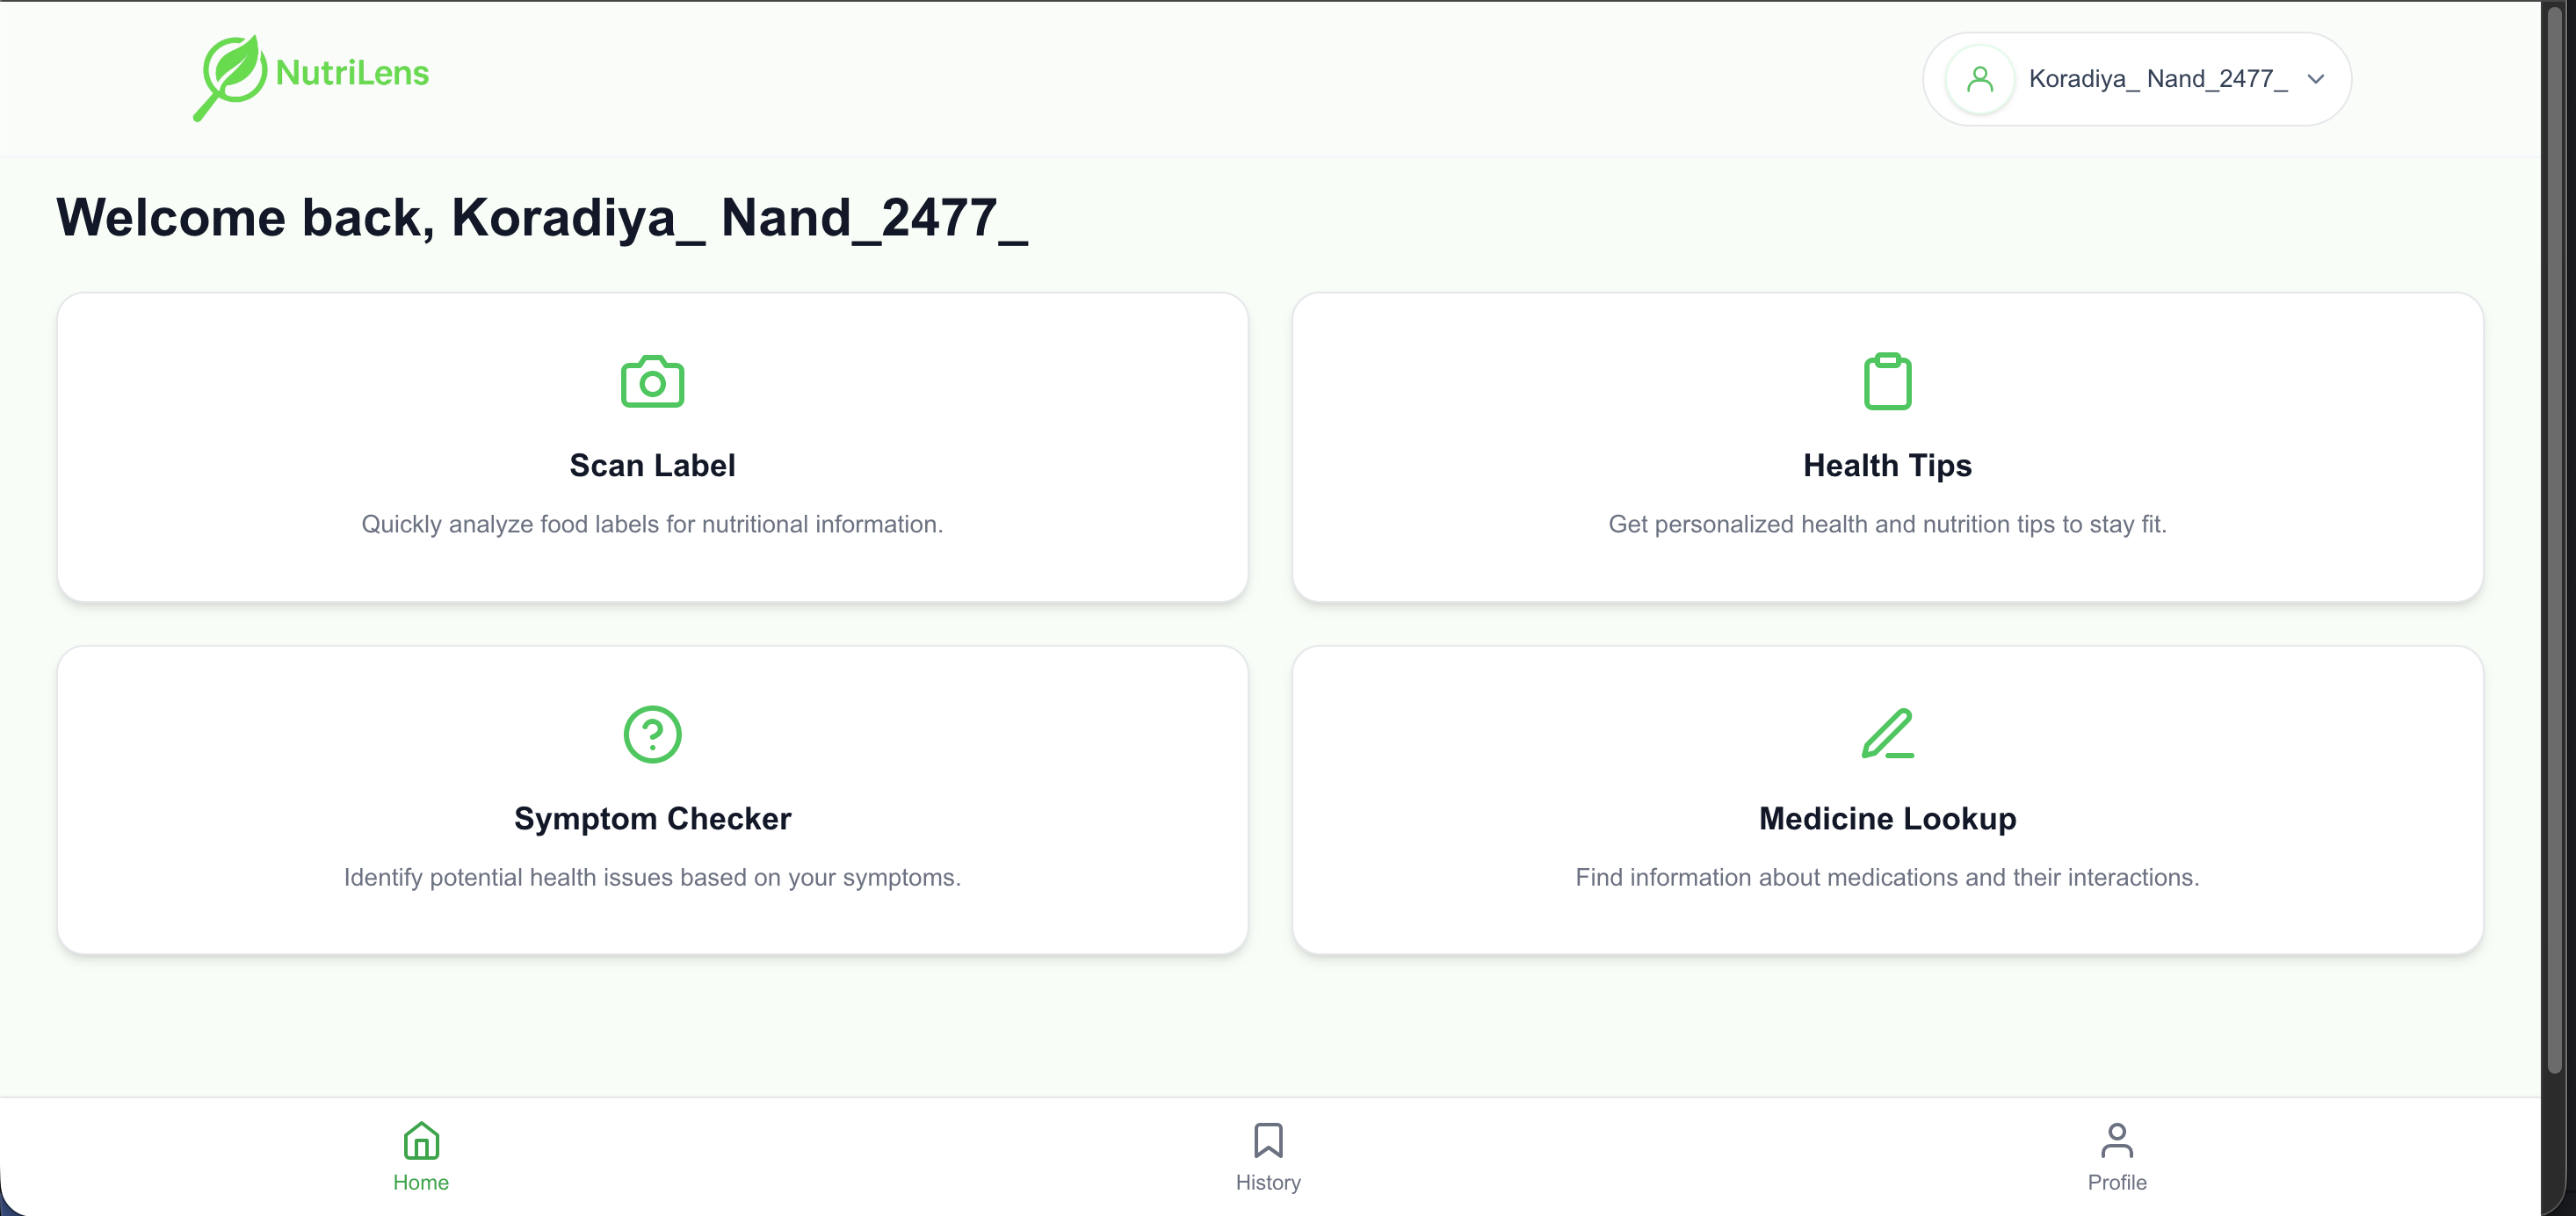 NutriLens
Koradiya_ Nand_2477_
Welcome back, Koradiya_ Nand_2477_
Scan Label
Quickly analyze food labels for nutritional information.
Health Tips
Get personalized health and nutrition tips to stay fit.
Symptom Checker
Identify potential health issues based on your symptoms.
Medicine Lookup
Find information about medications and their interactions.
Home
History
Profile